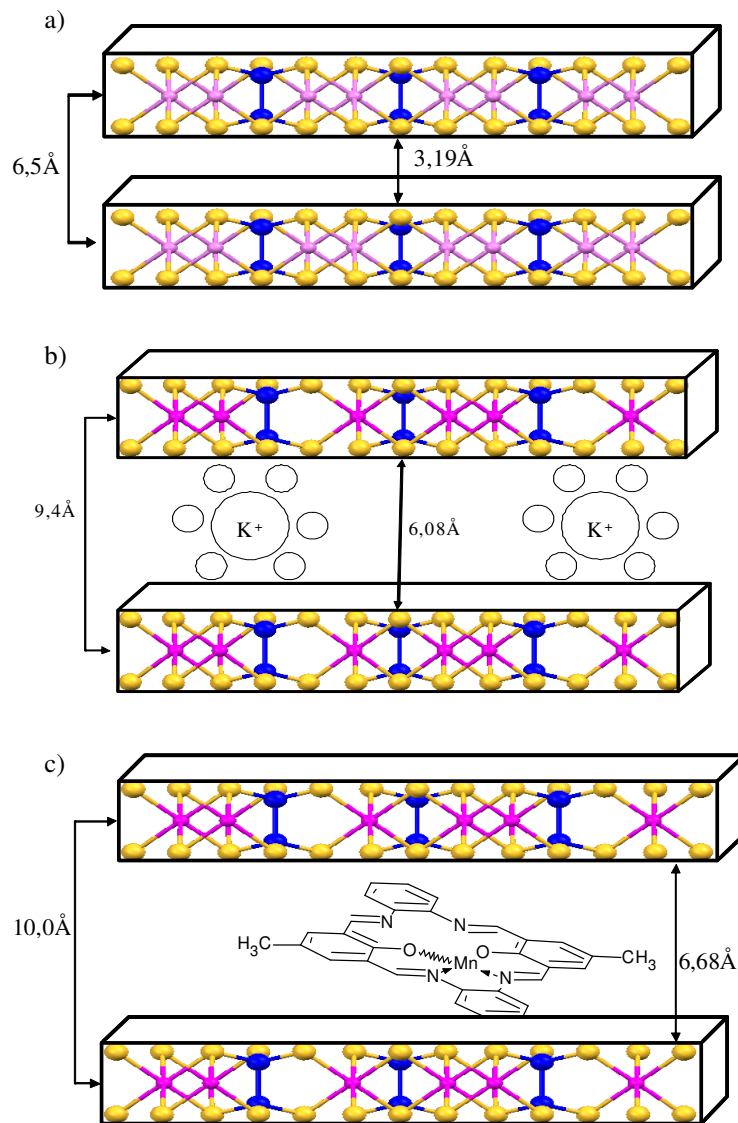 a)
6,5Å
3,19Å
b)
9,4Å
K+
6,08Å
K+
c)
10,0Å
N
N
H3C
O
O
Mn
CH3
N
N
6,68Å